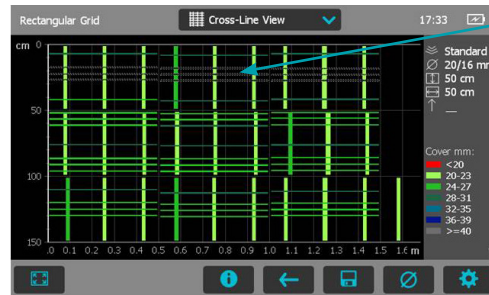 Rectangular Grid
Cross-Line View
17:33
cm 0
50
100
150
.0 0.1 0.2 0.3 0.4 0.5 0.6 0.7 0.8 0.9 1.0 1.1 1.2 1.3 1.4 1.5 1.6 m
Standard
20/16 mm
50 cm
50 cm
Cover mm:
<20
20-23
24-27
28-31
32-35
36-39
>=40